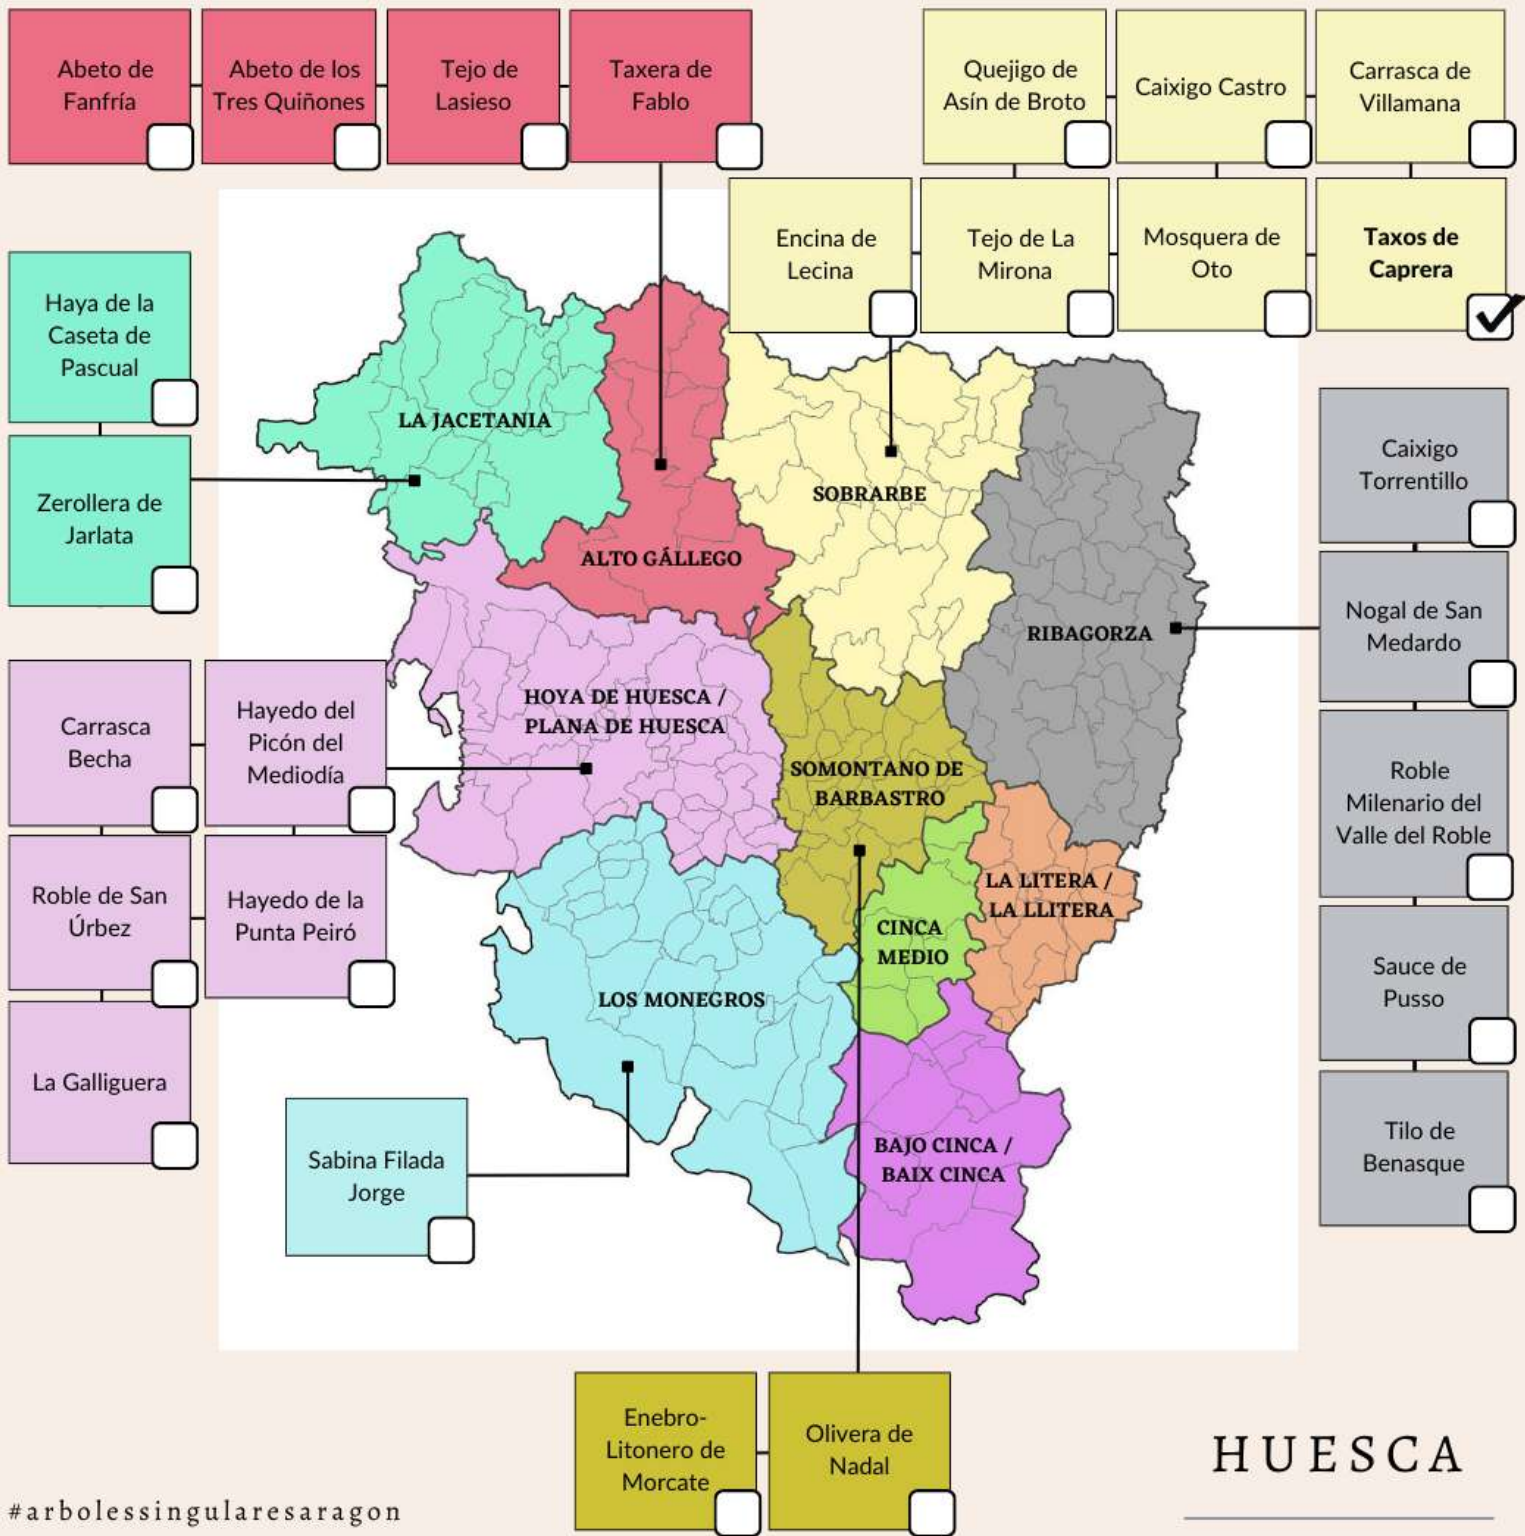 Abeto de
Fanfría
Abeto de los
Tres Quiñones
Tejo de
Lasieso
Taxera de
Fablo
Quejigo de
Asín de Broto
Caixigo Castro
Carrasca de
Villamana
Encina de
Lecina
Tejo de La
Mirona
Mosquera de
Oto
Taxos de
Caprera
Haya de la
Caseta de
Pascual
Zerollera de
Jarlata
LA JACETANIA
ALTO GÁLLEGO
SOBRARBE
RIBAGORZA
HOYA DE HUESCA /
PLANA DE HUESCA
SOMONTANO DE
BARBASTRO
LA LITERA /
LA LLITERA
CINCA
MEDIO
LOS MONEGROS
BAJO CINCA /
BAIX CINCA
Caixigo
Torrentillo
Nogal de San
Medardo
Roble
Milenario del
Valle del Roble
Sauce de
Pusso
Tilo de
Benasque
Carrasca
Becha
Hayedo del
Picón del
Mediodía
Roble de San
Úrbez
Hayedo de la
Punta Peiró
La Galliguera
Sabina Filada
Jorge
Enebro-
Litonero de
Morcate
Olivera de
Nadal
HUESCA
#arbolessingularesaragon